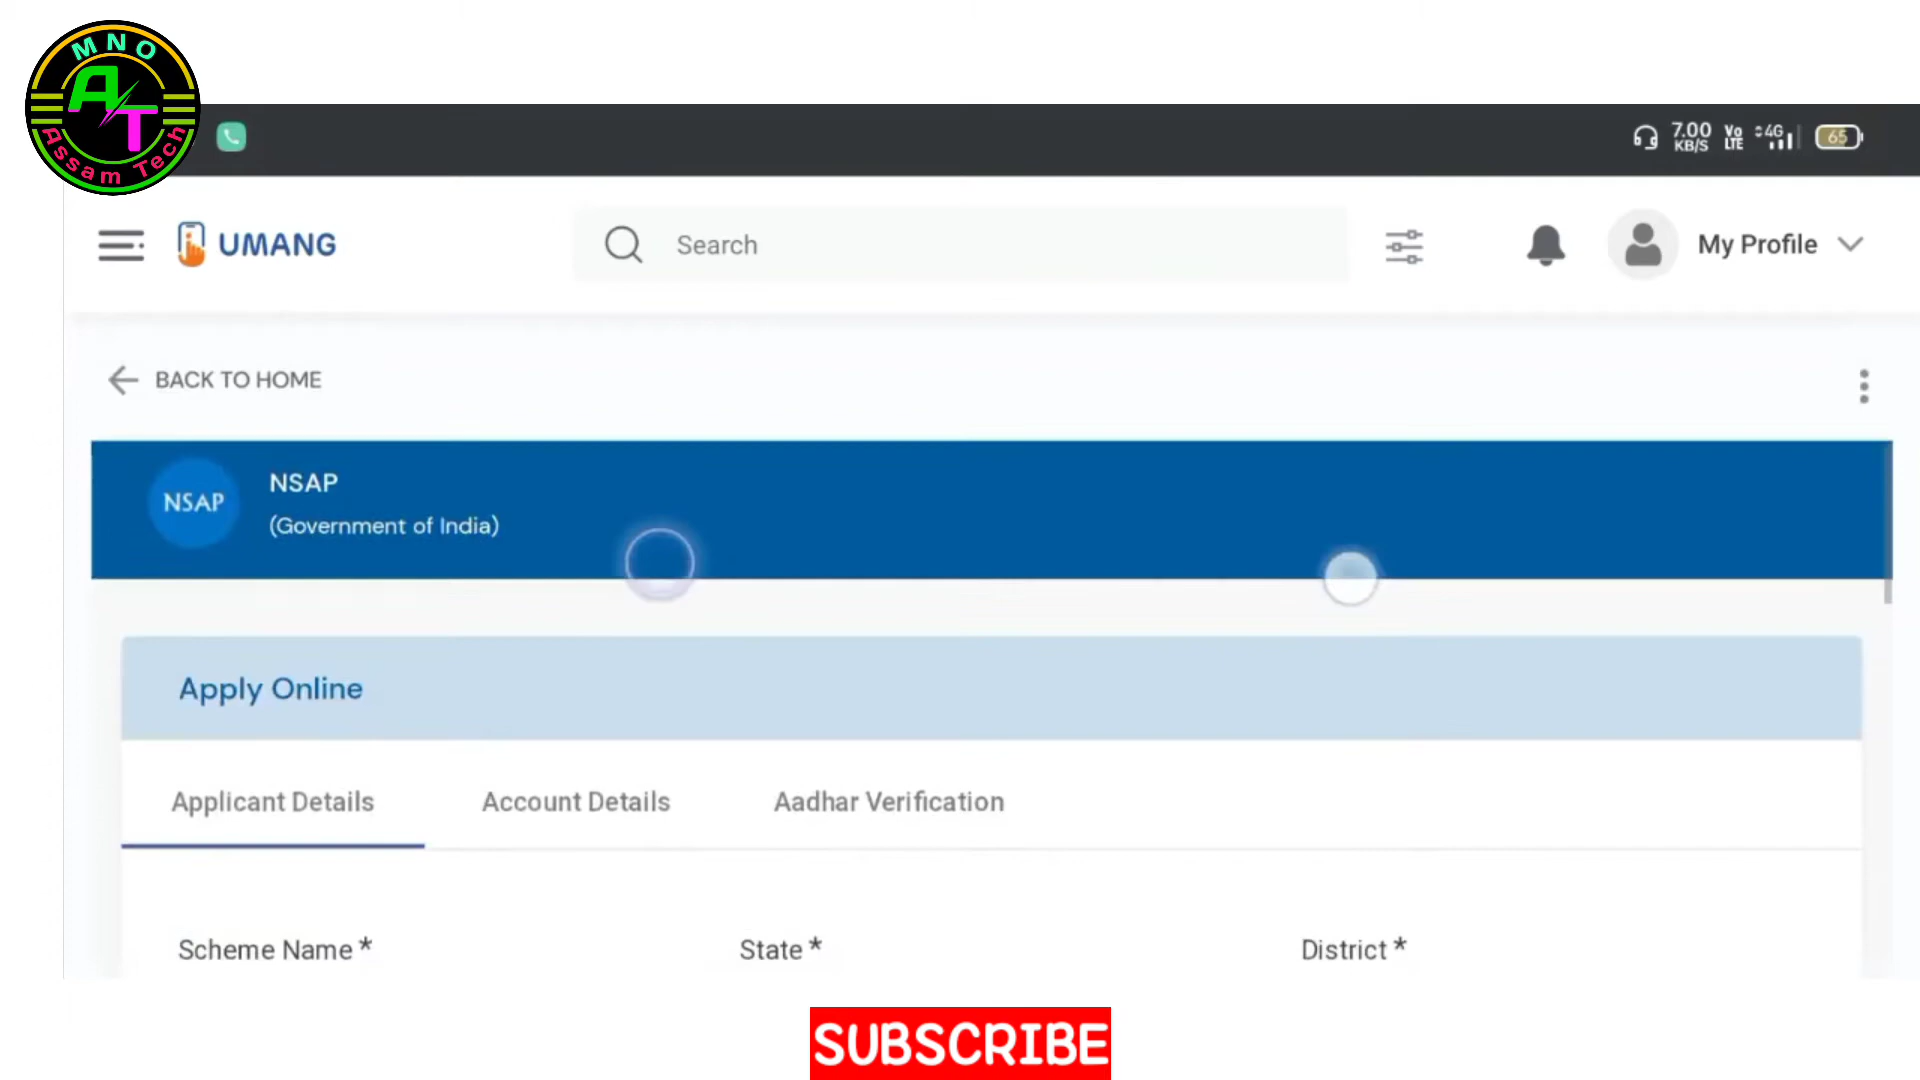 MNO
AT
Assam Tech
7.00
KB/S
Vo
LTE
4G
65
UMANG
Search
My Profile
BACK TO HOME
NSAP
NSAP
(Government of India)
Apply Online
Applicant Details
Account Details
Aadhar Verification
Scheme Name *
State *
District *
SUBSCRIBE